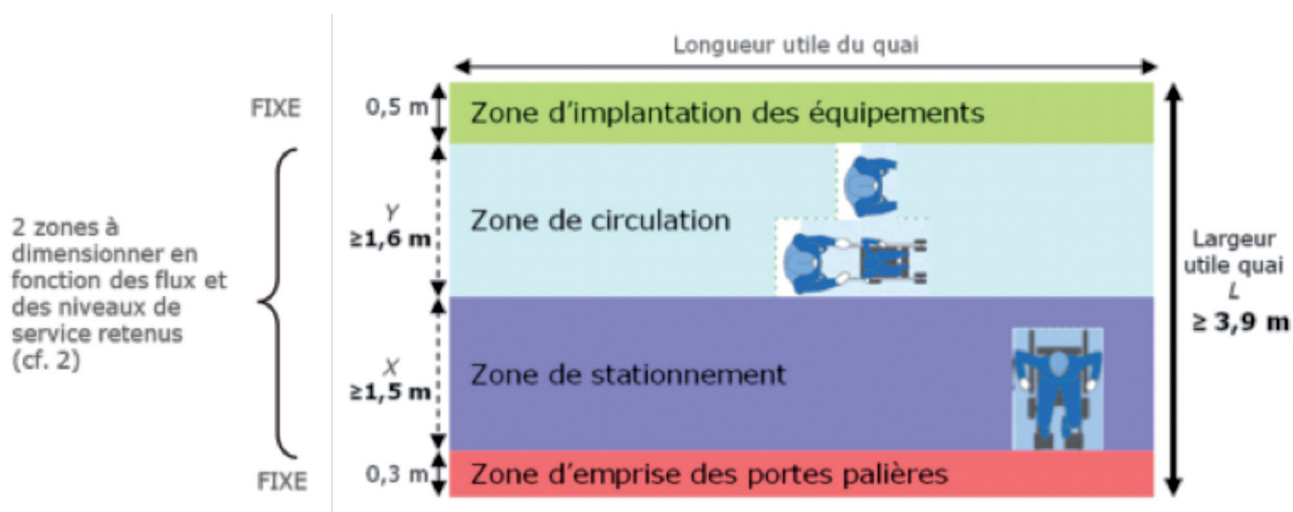 Longueur utile du quai
FIXE
0,5 m
Zone d'implantation des équipements
2 zones à
dimensionner en
fonction des flux et
des niveaux de
service retenus
(cf. 2)
Y
≥1,6 m
Zone de circulation
X
≥1,5 m
Zone de stationnement
Largeur
utile quai
L
≥ 3,9 m
FIXE
0,3 m
Zone d'emprise des portes palières